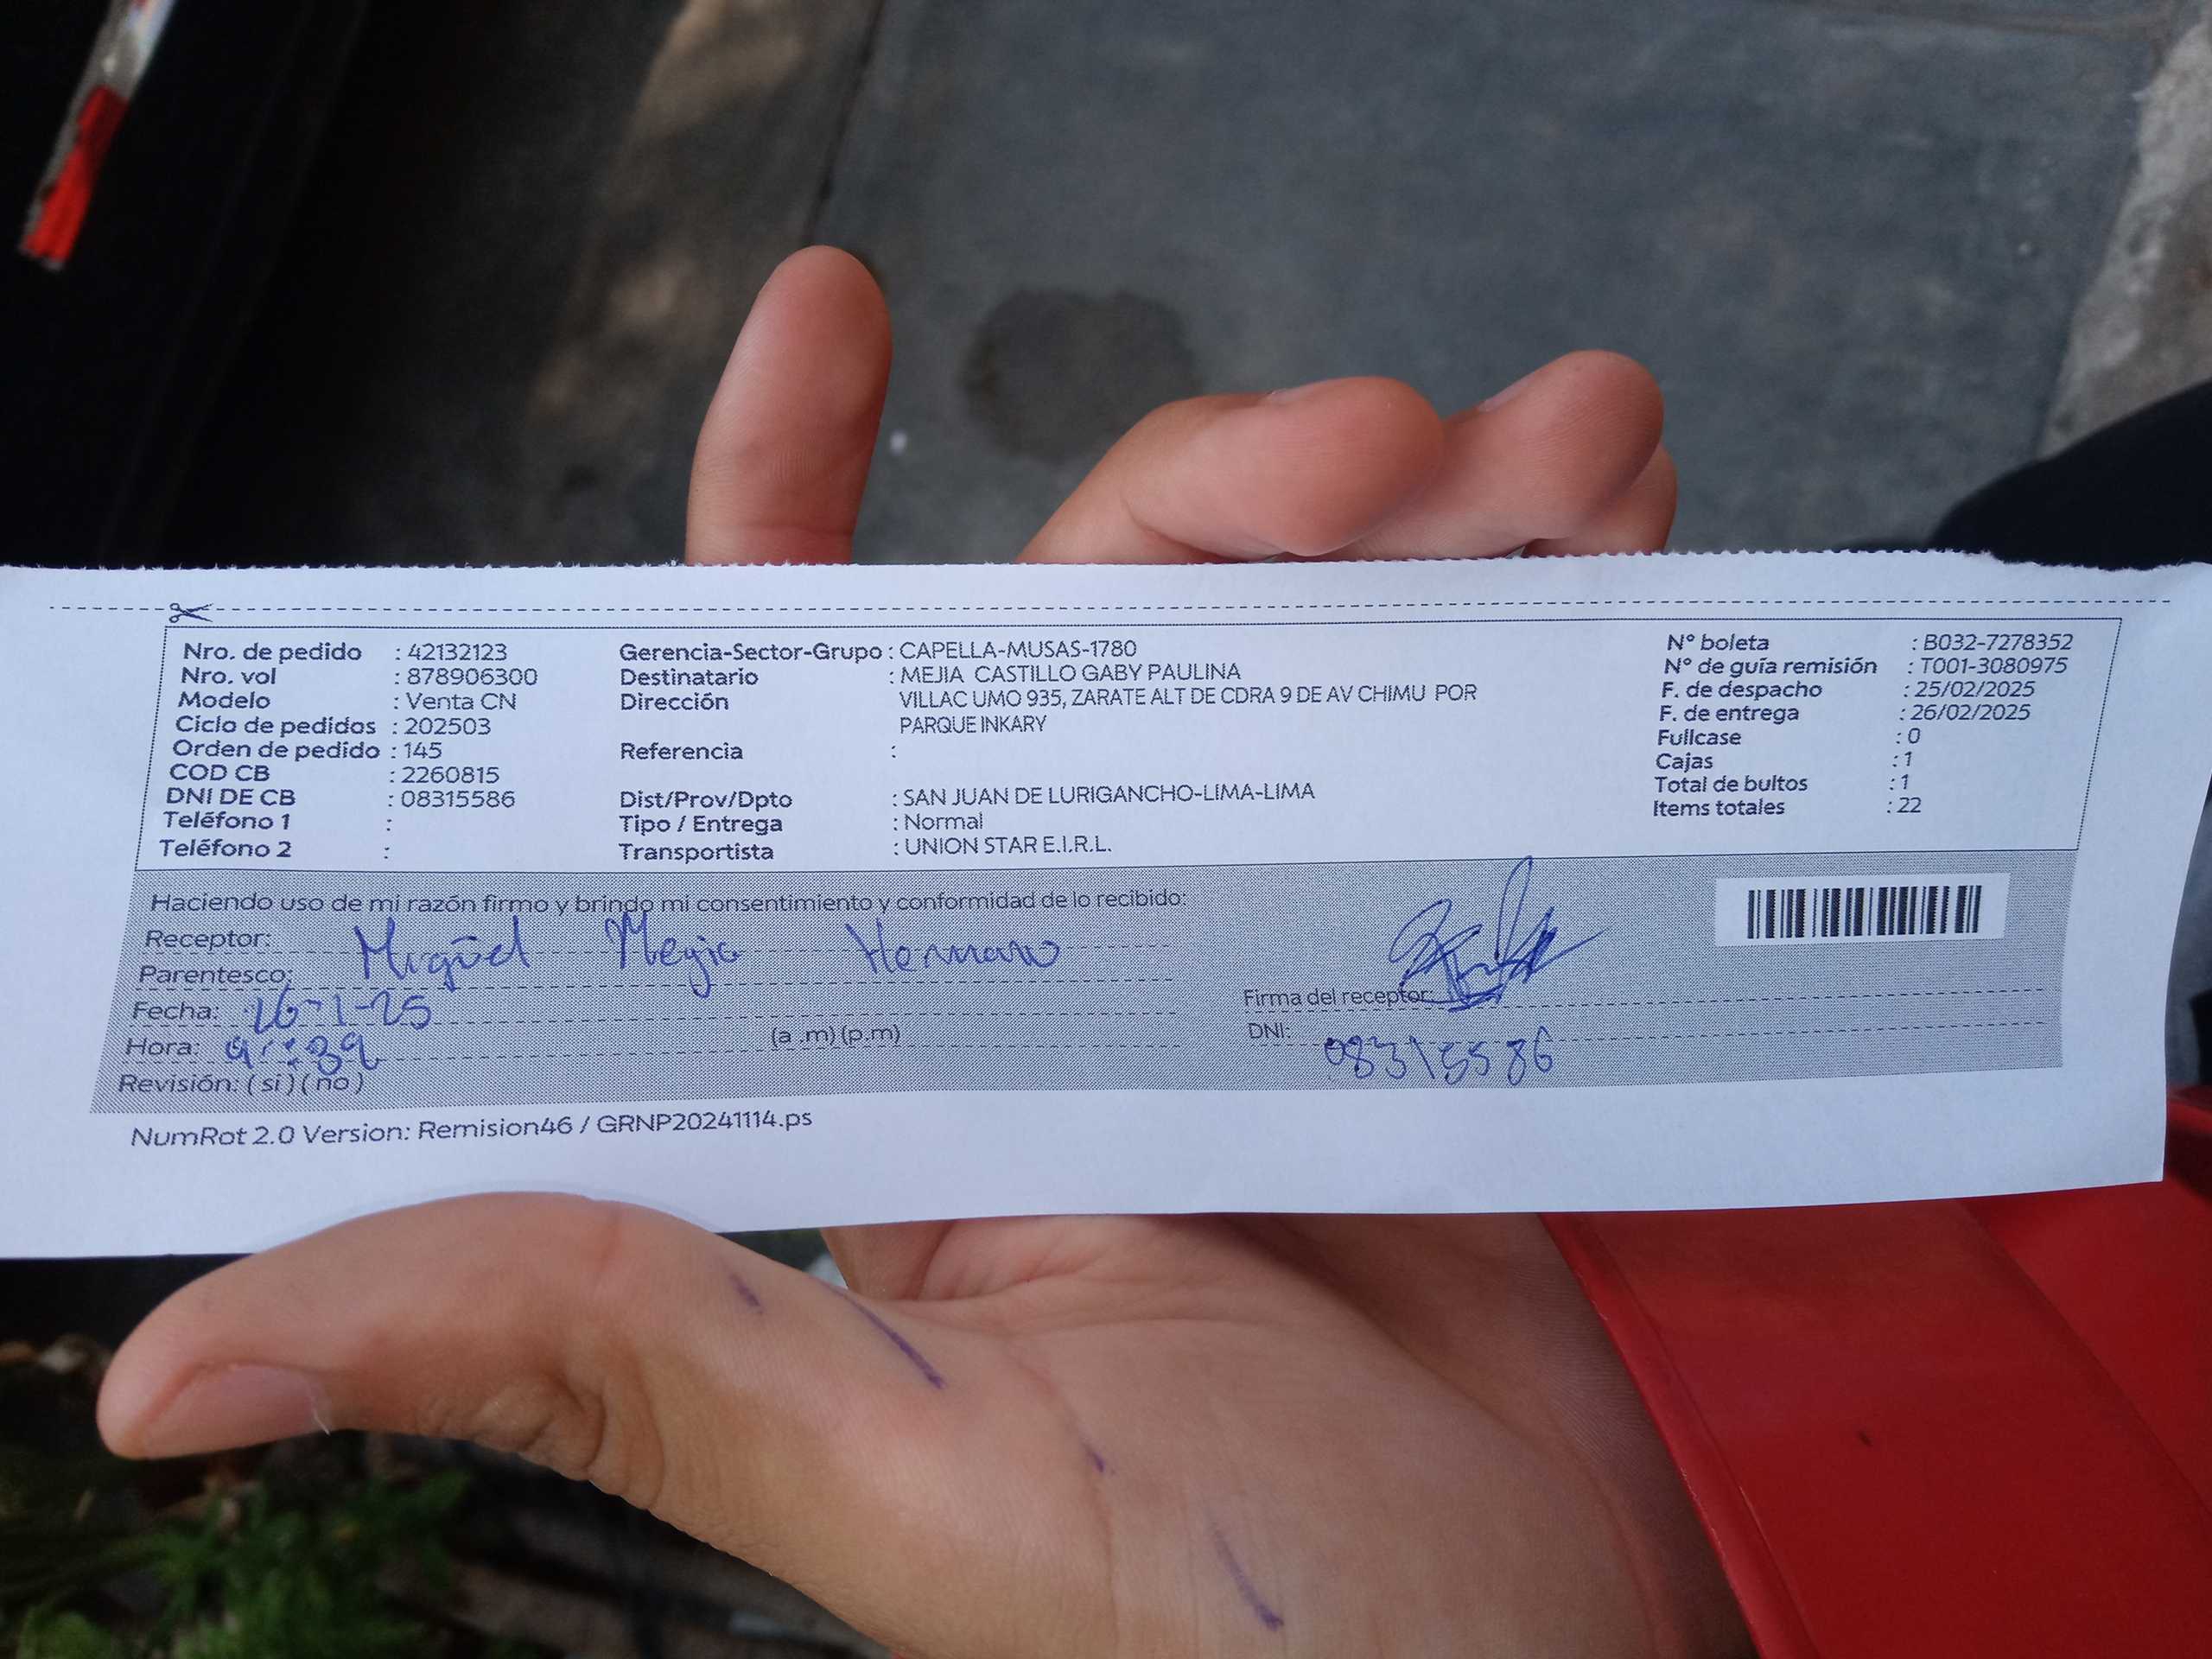 Nro. de pedido : 42132123
Nro. vol : 878906300
Modelo : Venta CN
Ciclo de pedidos : 202503
Orden de pedido : 145
COD CB : 2260815
DNI DE CB : 08315586
Teléfono 1 :
Teléfono 2 :
Gerencia-Sector-Grupo : CAPELLA-MUSAS-1780
Destinatario : MEJIA CASTILLO GABY PAULINA
Dirección VILLAC UMO 935, ZARATE ALT DE CDRA 9 DE AV CHIMU POR
PARQUE INKARY
Referencia :
Dist/Prov/Dpto : SAN JUAN DE LURIGANCHO-LIMA-LIMA
Tipo / Entrega : Normal
Transportista : UNION STAR E.I.R.L.
N° boleta : B032-7278352
N° de guía remisión : T001-3080975
F. de despacho : 25/02/2025
F. de entrega : 26/02/2025
Fullcase : 0
Cajas : 1
Total de bultos : 1
Items totales : 22
Haciendo uso de mi razón firmo y brindo mi consentimiento y conformidad de lo recibido:
Receptor: Miguel Megia Hermano
Parentesco:
Fecha: 26-1-25
Hora: (a .m) (p.m)
Revisión: ( si ) ( no )
Firma del receptor:
DNI: 08315586
NumRot 2.0 Version: Remision46 / GRNP20241114.ps